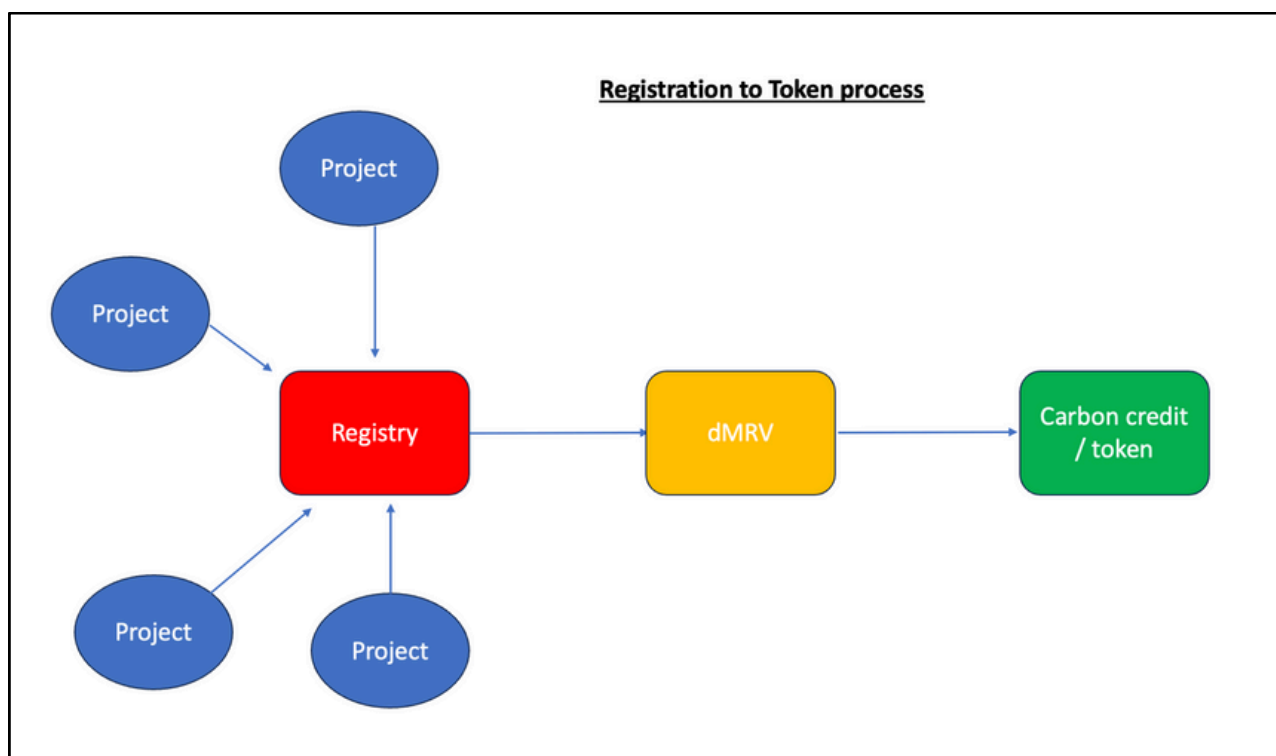 Registration to Token process
Project
Project
Registry
dMRV
Carbon credit
/ token
Project
Project